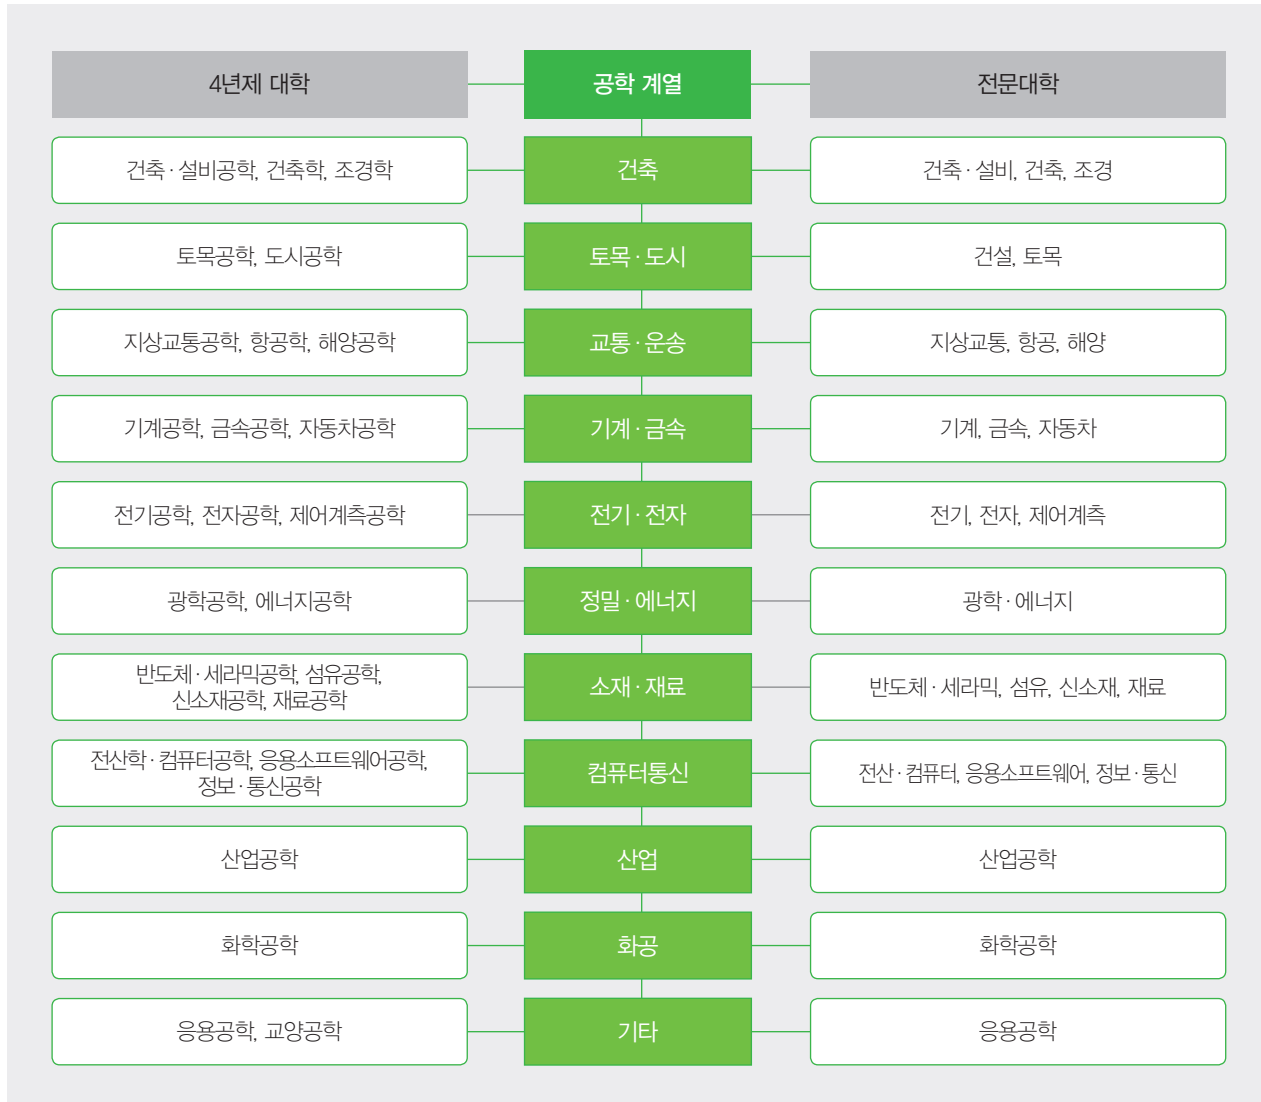 4년제 대학
공학 계열
전문대학
건축 · 설비공학, 건축학, 조경학
건축
건축 · 설비, 건축, 조경
토목공학, 도시공학
토목 · 도시
건설, 토목
지상교통공학, 항공학, 해양공학
교통 · 운송
지상교통, 항공, 해양
기계공학, 금속공학, 자동차공학
기계 · 금속
기계, 금속, 자동차
전기공학, 전자공학, 제어계측공학
전기 · 전자
전기, 전자, 제어계측
광학공학, 에너지공학
정밀 · 에너지
광학 · 에너지
반도체 · 세라믹공학, 섬유공학,
신소재공학, 재료공학
소재 · 재료
반도체 · 세라믹, 섬유, 신소재, 재료
전산학 · 컴퓨터공학, 응용소프트웨어공학,
정보 · 통신공학
컴퓨터통신
전산 · 컴퓨터, 응용소프트웨어, 정보 · 통신
산업공학
산업
산업공학
화학공학
화공
화학공학
응용공학, 교양공학
기타
응용공학